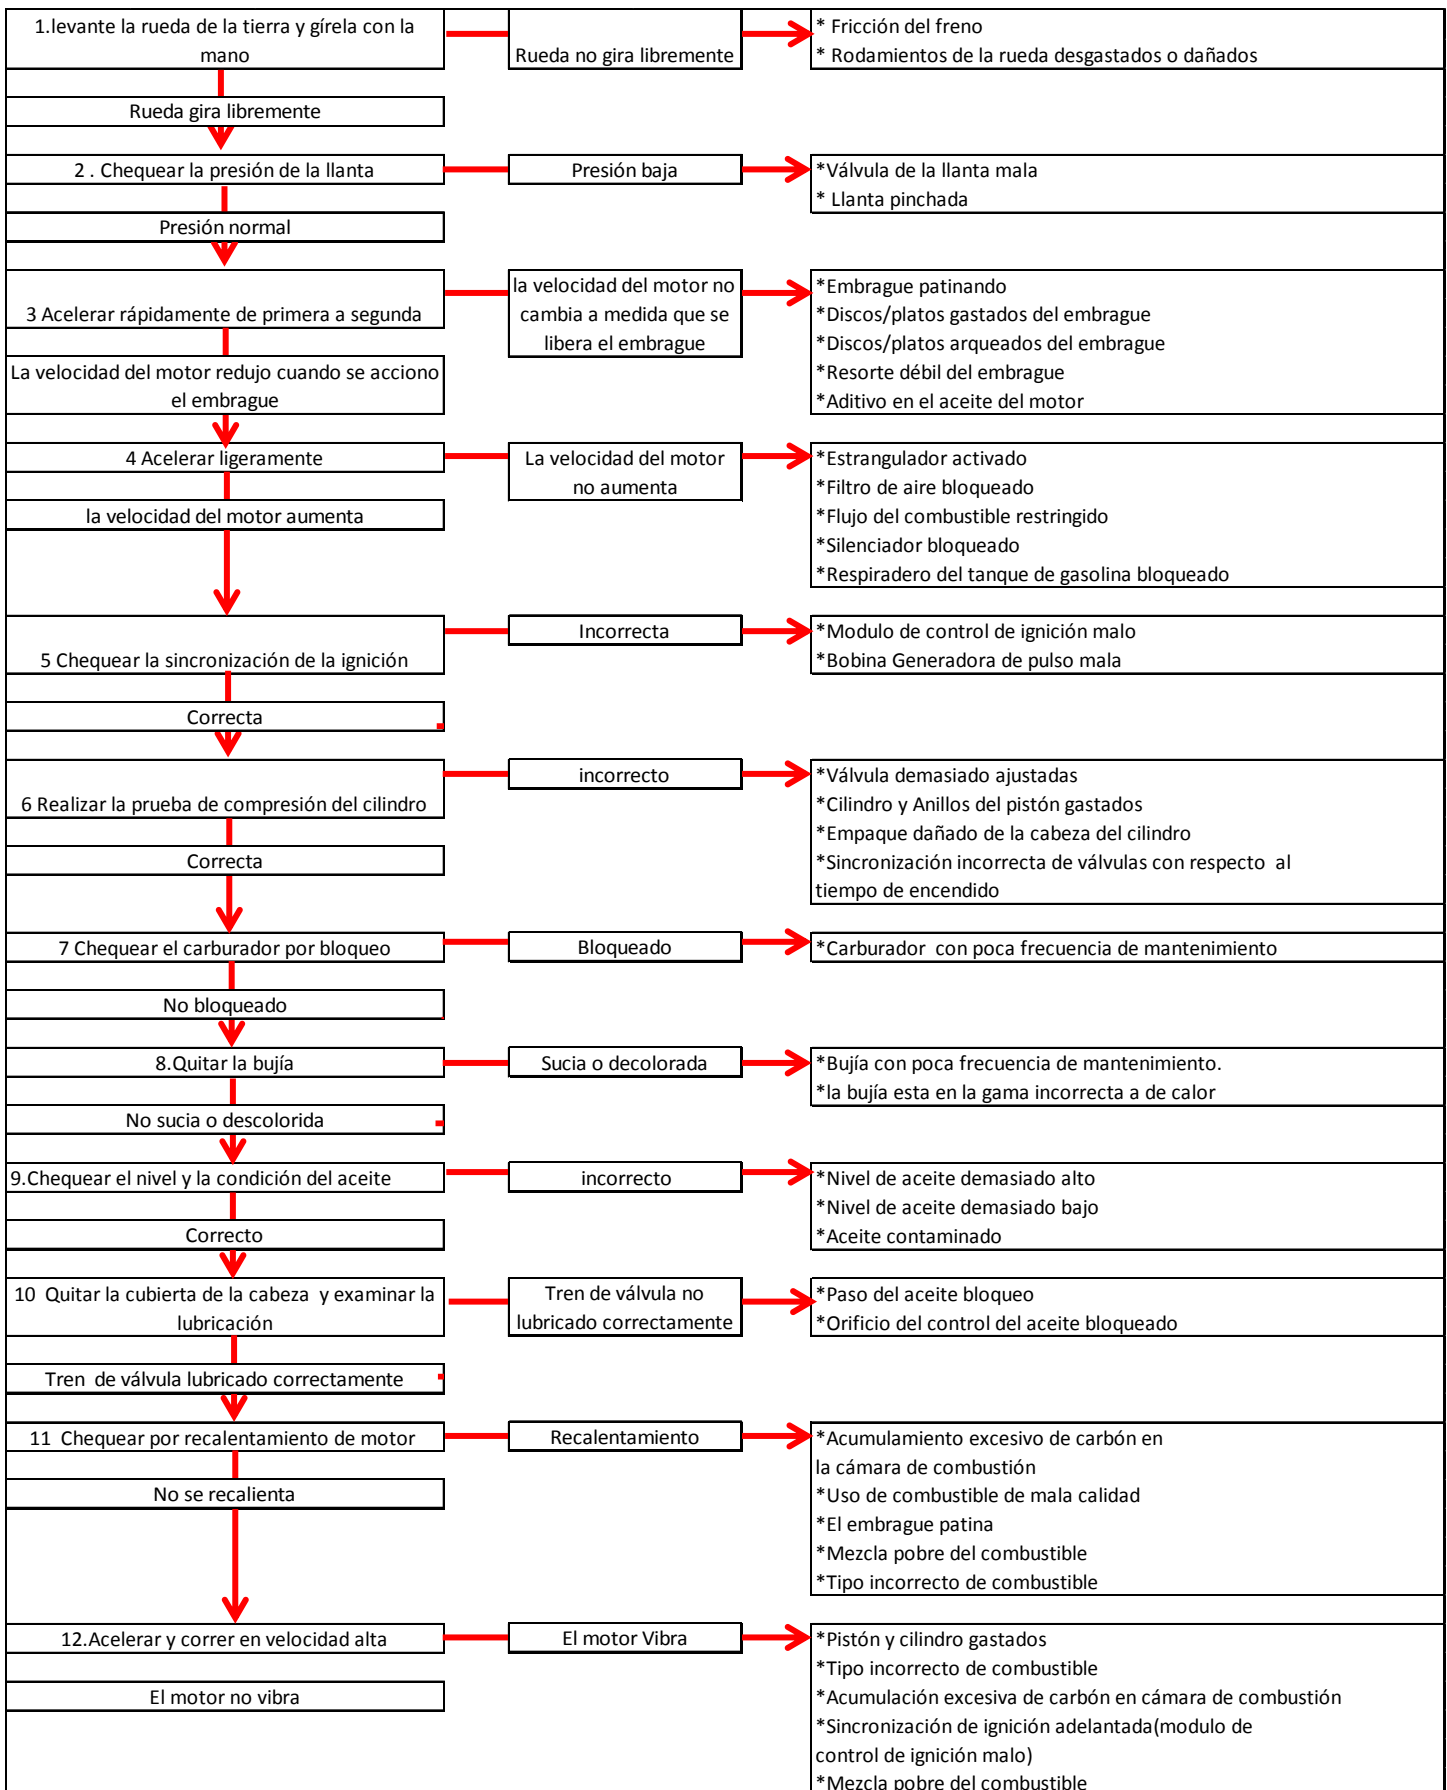 1.levante la rueda de la tierra y gírela con la
mano
Rueda no gira libremente
* Fricción del freno
* Rodamientos de la rueda desgastados o dañados
Rueda gira libremente
2 . Chequear la presión de la llanta
Presión baja
*Válvula de la llanta mala
* Llanta pinchada
Presión normal
3 Acelerar rápidamente de primera a segunda
la velocidad del motor no
cambia a medida que se
libera el embrague
*Embrague patinando
*Discos/platos gastados del embrague
*Discos/platos arqueados del embrague
*Resorte débil del embrague
*Aditivo en el aceite del motor
La velocidad del motor redujo cuando se acciono
el embrague
4 Acelerar ligeramente
La velocidad del motor
no aumenta
*Estrangulador activado
*Filtro de aire bloqueado
*Flujo del combustible restringido
*Silenciador bloqueado
*Respiradero del tanque de gasolina bloqueado
la velocidad del motor aumenta
5 Chequear la sincronización de la ignición
Incorrecta
*Modulo de control de ignición malo
*Bobina Generadora de pulso mala
Correcta
6 Realizar la prueba de compresión del cilindro
incorrecto
*Válvula demasiado ajustadas
*Cilindro y Anillos del pistón gastados
*Empaque dañado de la cabeza del cilindro
*Sincronización incorrecta de válvulas con respecto al
tiempo de encendido
Correcta
7 Chequear el carburador por bloqueo
Bloqueado
*Carburador con poca frecuencia de mantenimiento
No bloqueado
8.Quitar la bujía
Sucia o decolorada
*Bujía con poca frecuencia de mantenimiento.
*la bujía esta en la gama incorrecta a de calor
No sucia o descolorida
9.Chequear el nivel y la condición del aceite
incorrecto
*Nivel de aceite demasiado alto
*Nivel de aceite demasiado bajo
*Aceite contaminado
Correcto
10 Quitar la cubierta de la cabeza y examinar la
lubricación
Tren de válvula no
lubricado correctamente
*Paso del aceite bloqueo
*Orificio del control del aceite bloqueado
Tren de válvula lubricado correctamente
11 Chequear por recalentamiento de motor
Recalentamiento
*Acumulamiento excesivo de carbón en
la cámara de combustión
*Uso de combustible de mala calidad
*El embrague patina
*Mezcla pobre del combustible
*Tipo incorrecto de combustible
No se recalienta
12.Acelerar y correr en velocidad alta
El motor Vibra
*Pistón y cilindro gastados
*Tipo incorrecto de combustible
*Acumulación excesiva de carbón en cámara de combustión
*Sincronización de ignición adelantada(modulo de
control de ignición malo)
*Mezcla pobre del combustible
El motor no vibra